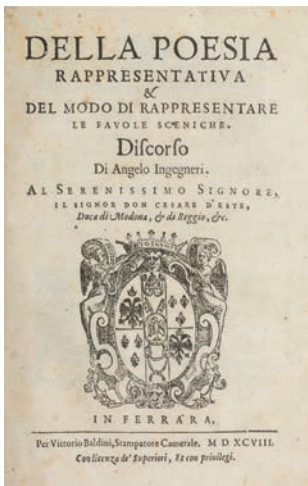 DELLA POESIA
RAPPRESENTATIVA
&
DEL MODO DI RAPPRESENTARE
LE FAVOLE SCENICHE.
Diſcorſo
Di Angelo Ingegneri.
AL SERENISSIMO SIGNORE,
IL SIGNOR DON CESARE D'ESTE,
Duca di Modona, & di Reggio, &c.
IN FERRARA,
Per Vittorio Baldini, Stampatore Camerale. M D XCVIII.
Con licenza de' Superiori, Et con privilegi.